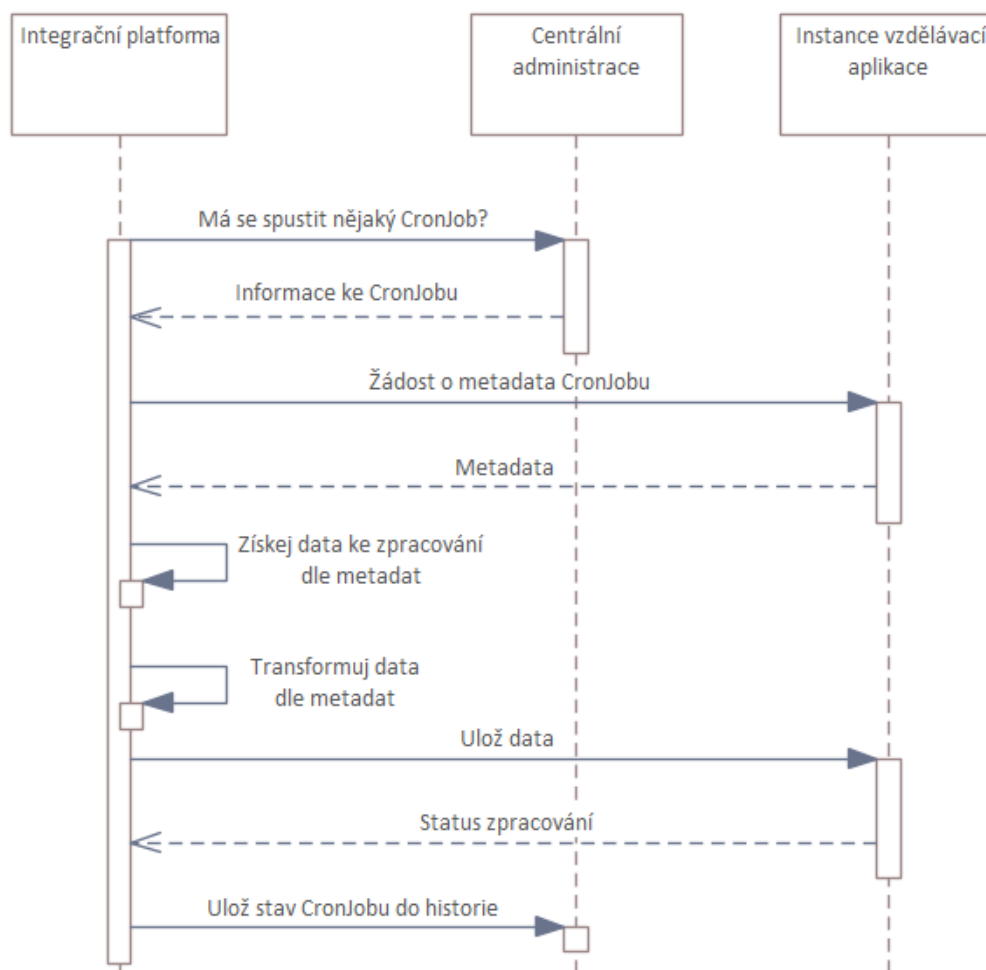 Integrační platforma
Centrální
administrace
Instance vzdělávací
aplikace
Má se spustit nějaký CronJob?
Informace ke CronJobu
Žádost o metadata CronJobu
Metadata
Získej data ke zpracování
dle metadat
Transformuj data
dle metadat
Ulož data
Status zpracování
Ulož stav CronJobu do historie